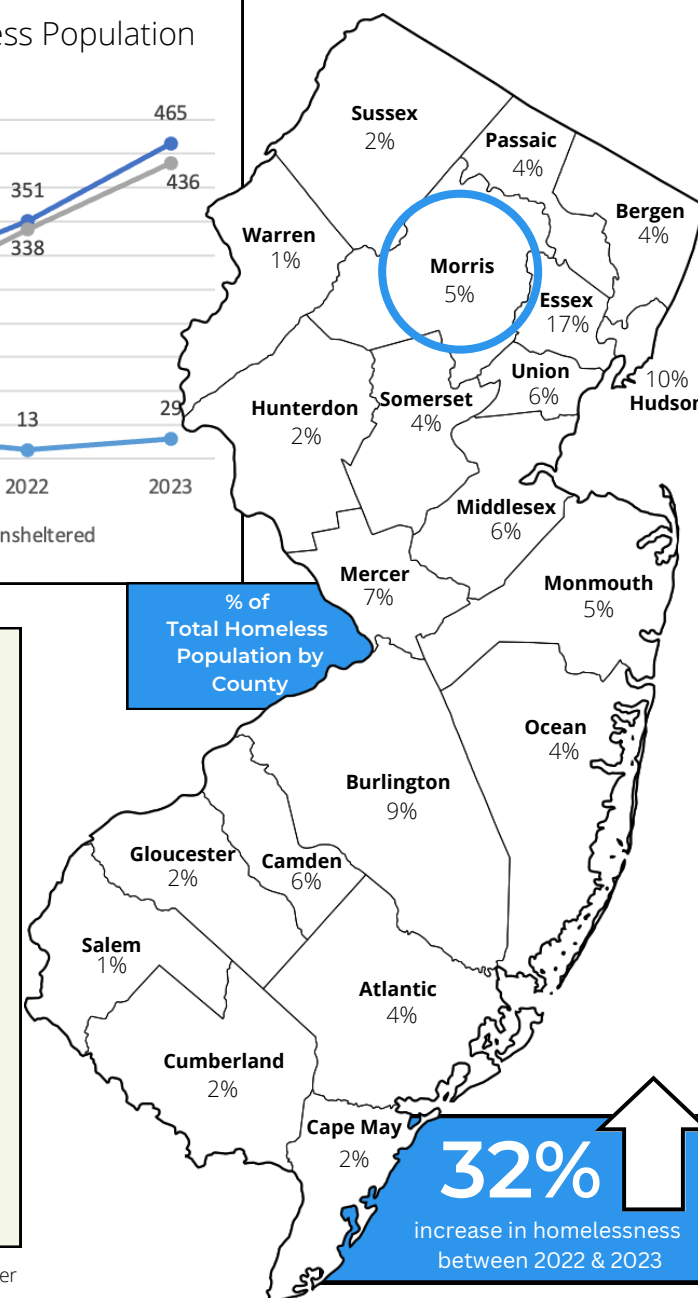 ess Population
465
351
436
338
13
29
2022
2023
nsheltered
% of
Total Homeless
Population by
County
Sussex
2%
Passaic
4%
Bergen
4%
Warren
1%
Morris
5%
Essex
17%
10%
Hudson
Union
6%
Hunterdon
2%
Somerset
4%
Middlesex
6%
Mercer
7%
Monmouth
5%
Ocean
4%
Burlington
9%
Gloucester
2%
Camden
6%
Salem
1%
Atlantic
4%
Cumberland
2%
Cape May
2%
32%
increase in homelessness
between 2022 & 2023
er